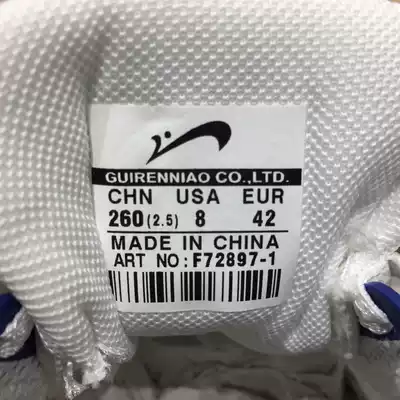 GUIRENNIAO CO.,LTD.
CHN USA EUR
260(2.5) 8 42
MADE IN CHINA
ART NO:F72897-1